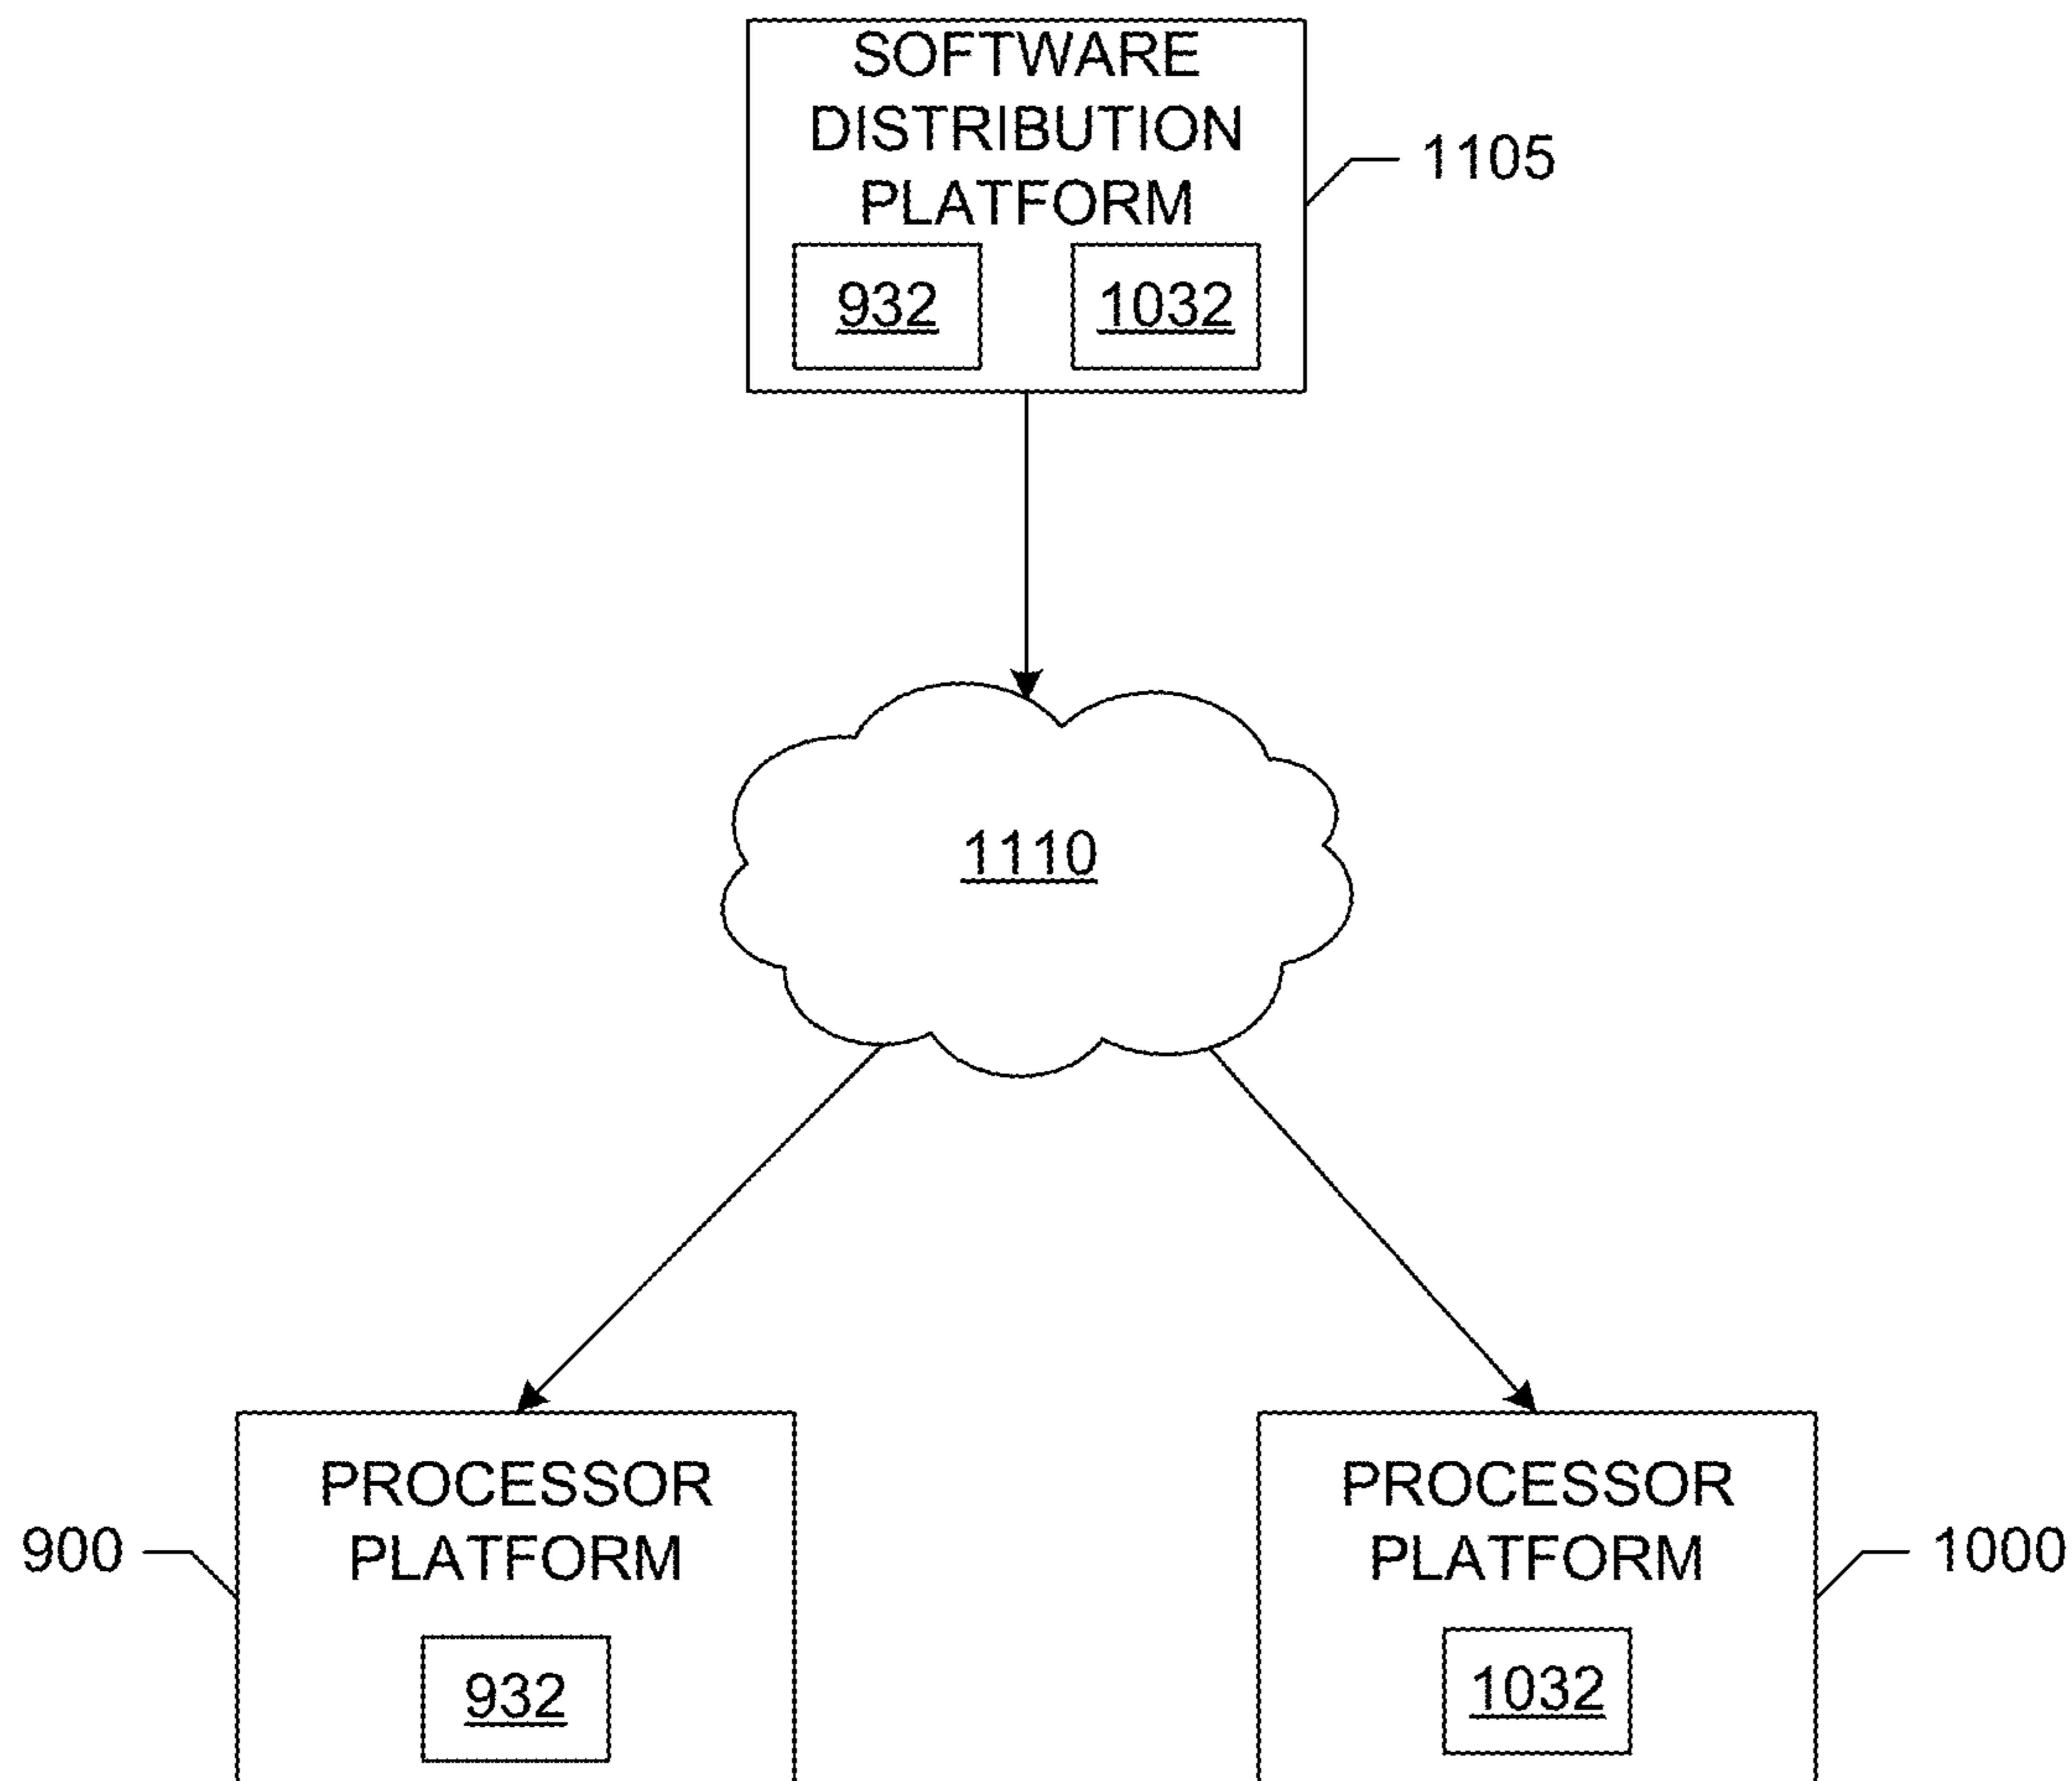 SOFTWARE
DISTRIBUTION
PLATFORM
1105
932
1032
1110
PROCESSOR
PLATFORM
900
932
PROCESSOR
PLATFORM
1000
1032